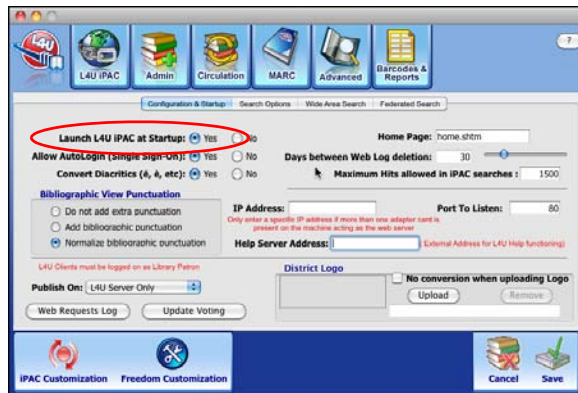 L4U
?
L4U iPAC Admin Circulation MARC Advanced Barcodes & Reports
Configuration & Startup Search Options Wide Area Search Federated Search
Launch L4U iPAC at Startup: Yes No Home Page: home.shtm
Allow AutoLogin (Single Sign-On): Yes No Days between Web Log deletion: 30
Convert Diacritics (ê, è, etc): Yes No Maximum Hits allowed in iPAC searches : 1500
Bibliographic View Punctuation
Do not add extra punctuation
Add bibliographic punctuation
Normalize bibliographic punctuation
IP Address: Port To Listen: 80
Only enter a specific IP address if more than one adapter card is
present on the machine acting as the web server
Help Server Address: (External Address for L4U Help functioning)
L4U Clients must be logged on as Library Patron
District Logo
No conversion when uploading Logo
Publish On: L4U Server Only
Upload Remove
Web Requests Log Update Voting
iPAC Customization Freedom Customization Cancel Save